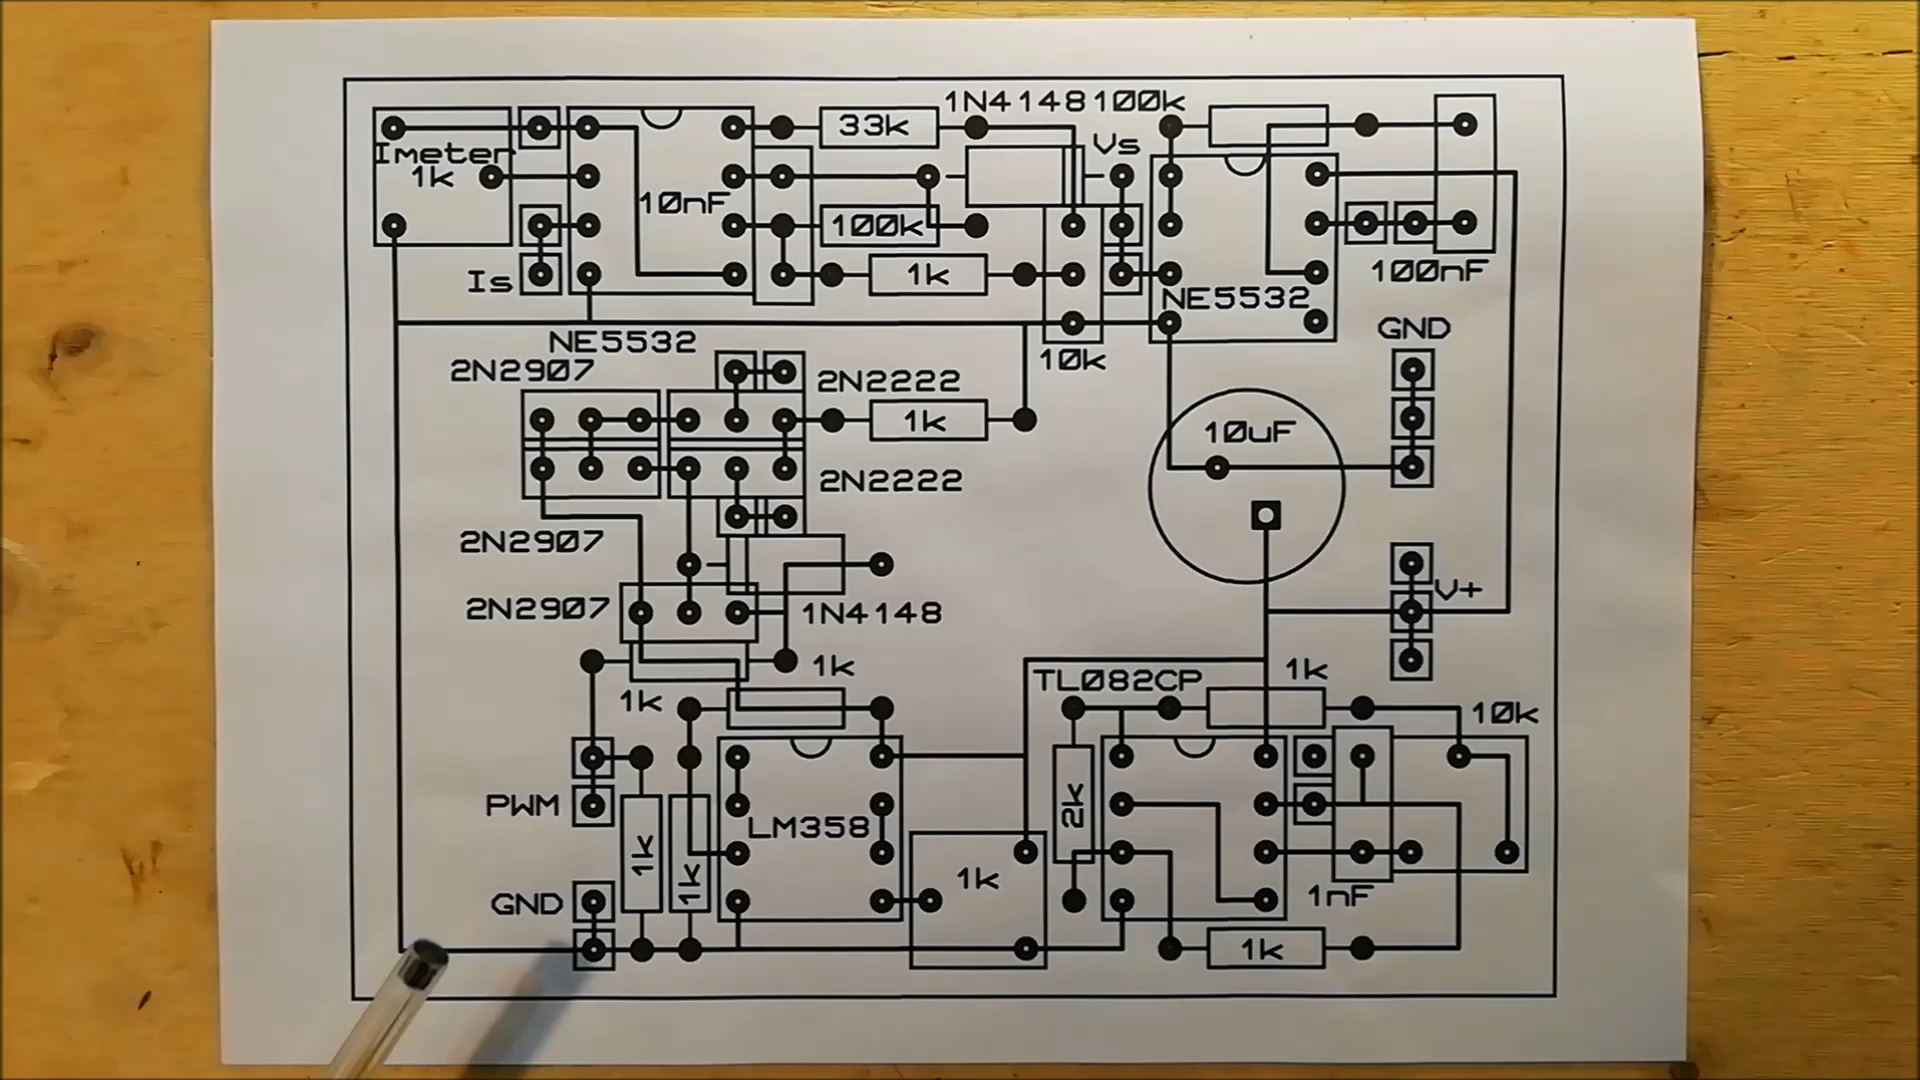 1N4148 100k
33k
Vs
Imeter
1k
10nF
100k
Is
1k
100nF
NE5532
GND
NE5532
10k
2N2907
2N2222
1k
10uF
2N2222
2N2907
V+
2N2907
1N4148
1k
TL082CP
1k
1k
10k
PWM
2k
LM358
1k
1k
1k
1nF
GND
1k